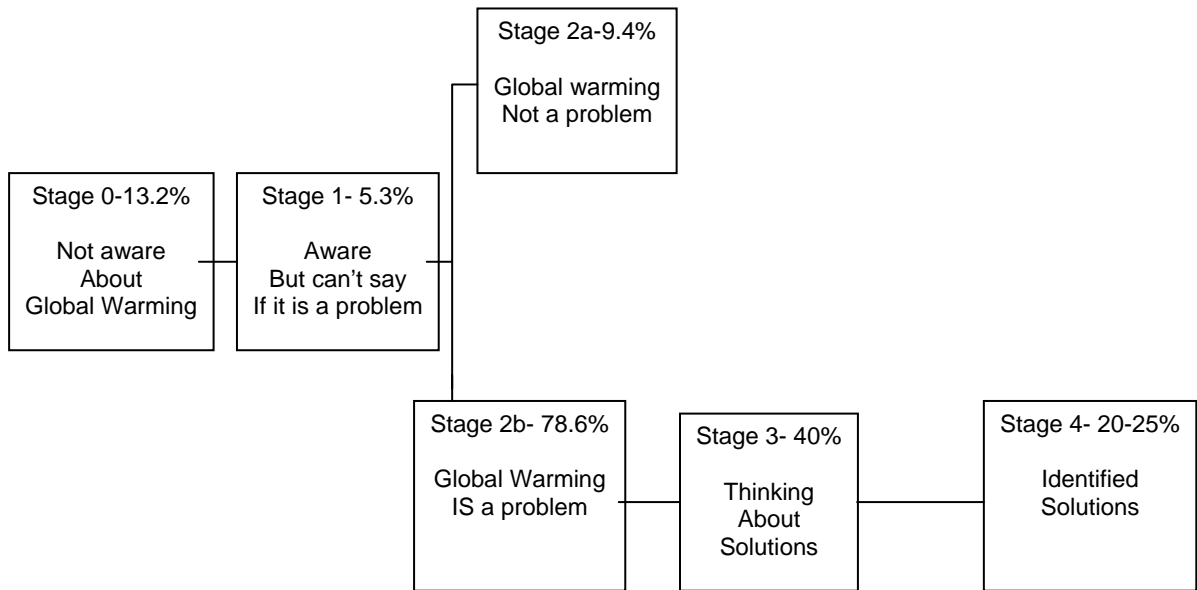 Stage 2a-9.4%
Global warming
Not a problem
Stage 0-13.2%
Not aware
About
Global Warming
Stage 1- 5.3%
Aware
But can’t say
If it is a problem
Stage 2b- 78.6%
Global Warming
IS a problem
Stage 3- 40%
Thinking
About
Solutions
Stage 4- 20-25%
Identified
Solutions